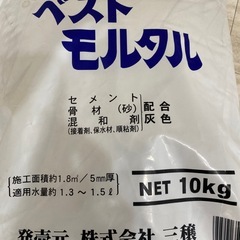 ベスト
モルタル
セメント
骨材(砂) 配合
混和剤 灰色
(接着剤、保水材、順粘剤)
施工面積約1.8㎡/5mm厚
適用水量約1.3~1.5ℓ
NET 10kg
発売元 株式会社 三穣